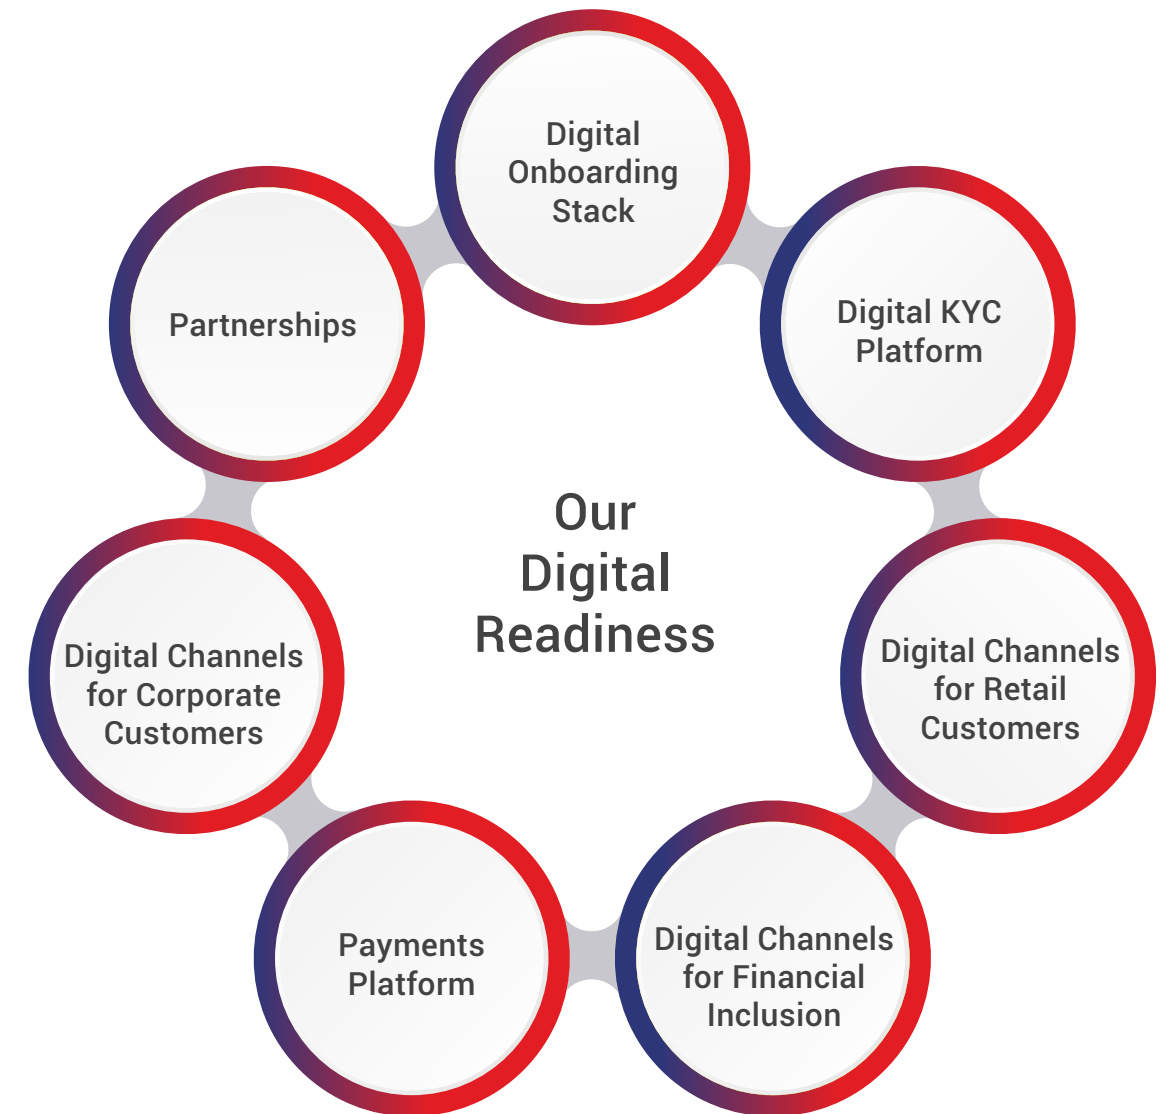 Digital
Onboarding
Stack
Digital KYC
Platform
Digital Channels
for Retail
Customers
Digital Channels
for Financial
Inclusion
Payments
Platform
Digital Channels
for Corporate
Customers
Partnerships
Our
Digital
Readiness